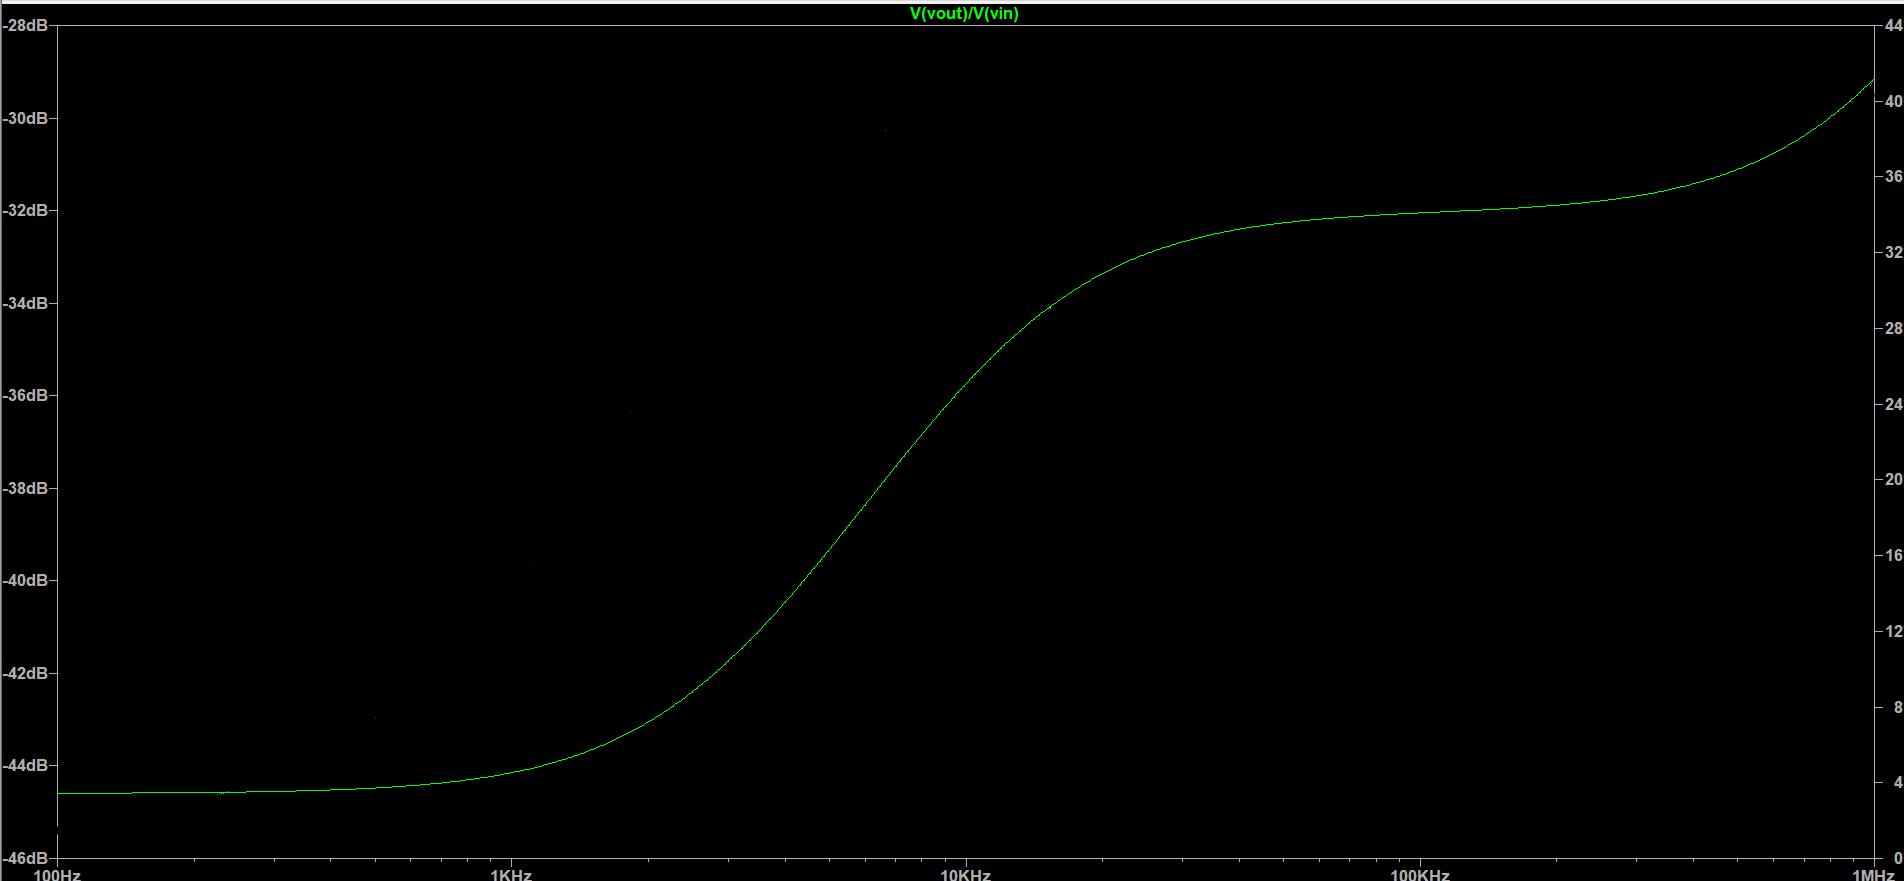 V(vout)/V(vin)
-28dB
-30dB
-32dB
-34dB
-36dB
-38dB
-40dB
-42dB
-44dB
-46dB
44
40
36
32
28
24
20
16
12
8
4
0
100Hz 1KHz 10KHz 100KHz 1MHz